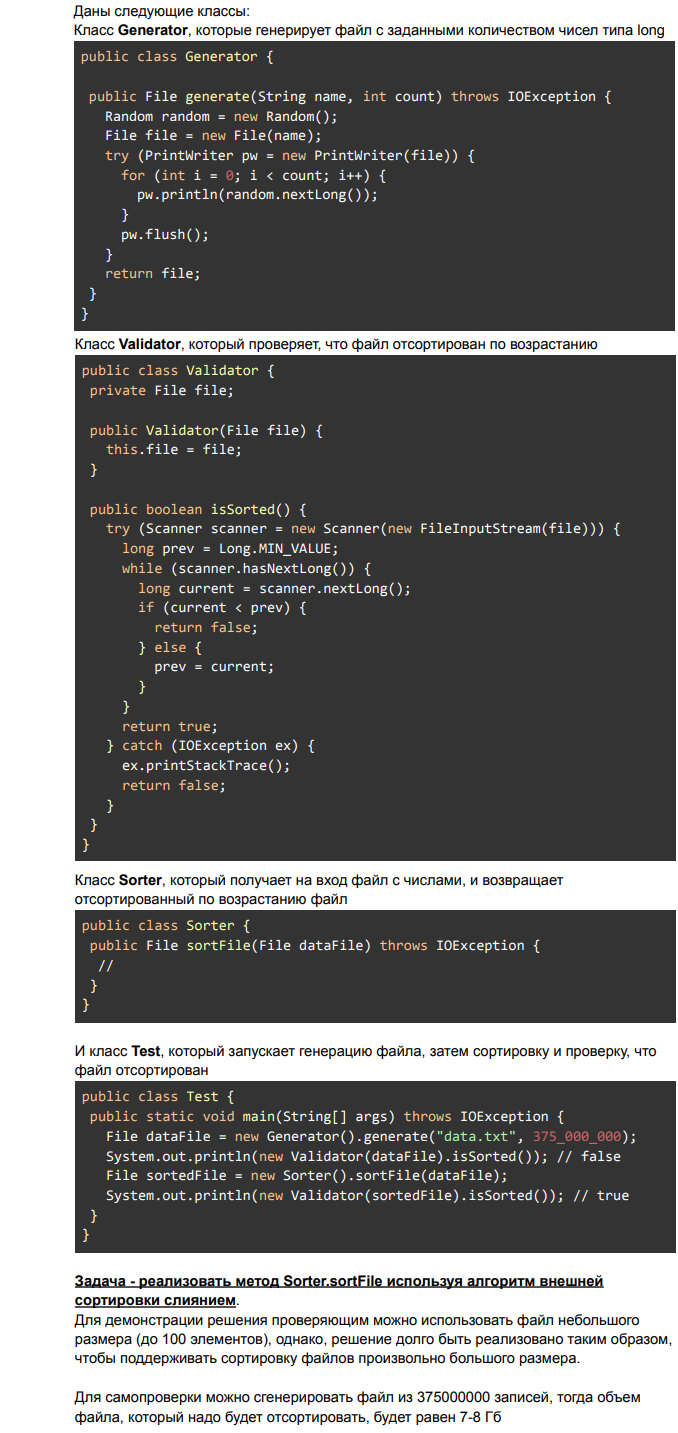 Даны следующие классы:
Класс Generator, которые генерирует файл с заданными количеством чисел типа long
public class Generator {
public File generate(String name, int count) throws IOException {
Random random = new Random();
File file = new File(name);
try (PrintWriter pw = new PrintWriter(file)) {
for (int i = 0; i < count; i++) {
pw.println(random.nextLong());
}
pw.flush();
}
return file;
}
}
Класс Validator, который проверяет, что файл отсортирован по возрастанию
public class Validator {
private File file;
public Validator(File file) {
this.file = file;
}
public boolean isSorted() {
try (Scanner scanner = new Scanner(new FileInputStream(file))) {
long prev = Long.MIN_VALUE;
while (scanner.hasNextLong()) {
long current = scanner.nextLong();
if (current < prev) {
return false;
} else {
prev = current;
}
}
return true;
} catch (IOException ex) {
ex.printStackTrace();
return false;
}
}
}
Класс Sorter, который получает на вход файл с числами, и возвращает
отсортированный по возрастанию файл
public class Sorter {
public File sortFile(File dataFile) throws IOException {
//
}
}
И класс Test, который запускает генерацию файла, затем сортировку и проверку, что
файл отсортирован
public class Test {
public static void main(String[] args) throws IOException {
File dataFile = new Generator().generate("data.txt", 375_000_000);
System.out.println(new Validator(dataFile).isSorted()); // false
File sortedFile = new Sorter().sortFile(dataFile);
System.out.println(new Validator(sortedFile).isSorted()); // true
}
}
Задача - реализовать метод Sorter.sortFile используя алгоритм внешней
сортировки слиянием.
Для демонстрации решения проверяющим можно использовать файл небольшого
размера (до 100 элементов), однако, решение долго быть реализовано таким образом,
чтобы поддерживать сортировку файлов произвольно большого размера.
Для самопроверки можно сгенерировать файл из 375000000 записей, тогда объем
файла, который надо будет отсортировать, будет равен 7-8 Гб